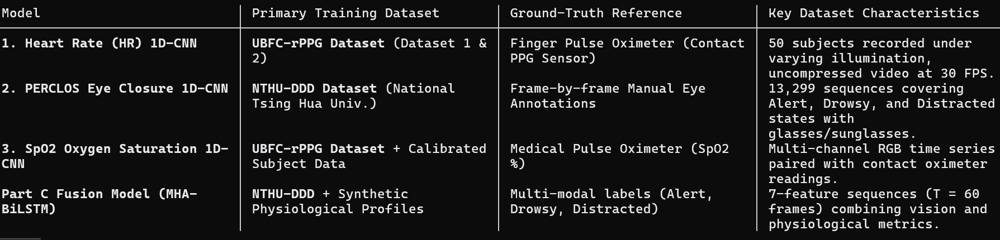 Model | Primary Training Dataset | Ground-Truth Reference | Key Dataset Characteristics
1. Heart Rate (HR) 1D-CNN | UBFC-rPPG Dataset (Dataset 1 & | Finger Pulse Oximeter (Contact | 50 subjects recorded under
2) | PPG Sensor) | varying illumination,
uncompressed video at 30 FPS.
2. PERCLOS Eye Closure 1D-CNN | NTHU-DDD Dataset (National | Frame-by-frame Manual Eye | 13,299 sequences covering
Tsing Hua Univ.) | Annotations | Alert, Drowsy, and Distracted
states with
glasses/sunglasses.
3. SpO2 Oxygen Saturation 1D- | UBFC-rPPG Dataset + Calibrated | Medical Pulse Oximeter (SpO2 | Multi-channel RGB time series
CNN | Subject Data | %) | paired with contact oximeter
readings.
Part C Fusion Model (MHA- | NTHU-DDD + Synthetic | Multi-modal labels (Alert, | 7-feature sequences (T = 60
BiLSTM) | Physiological Profiles | Drowsy, Distracted) | frames) combining vision and
physiological metrics.